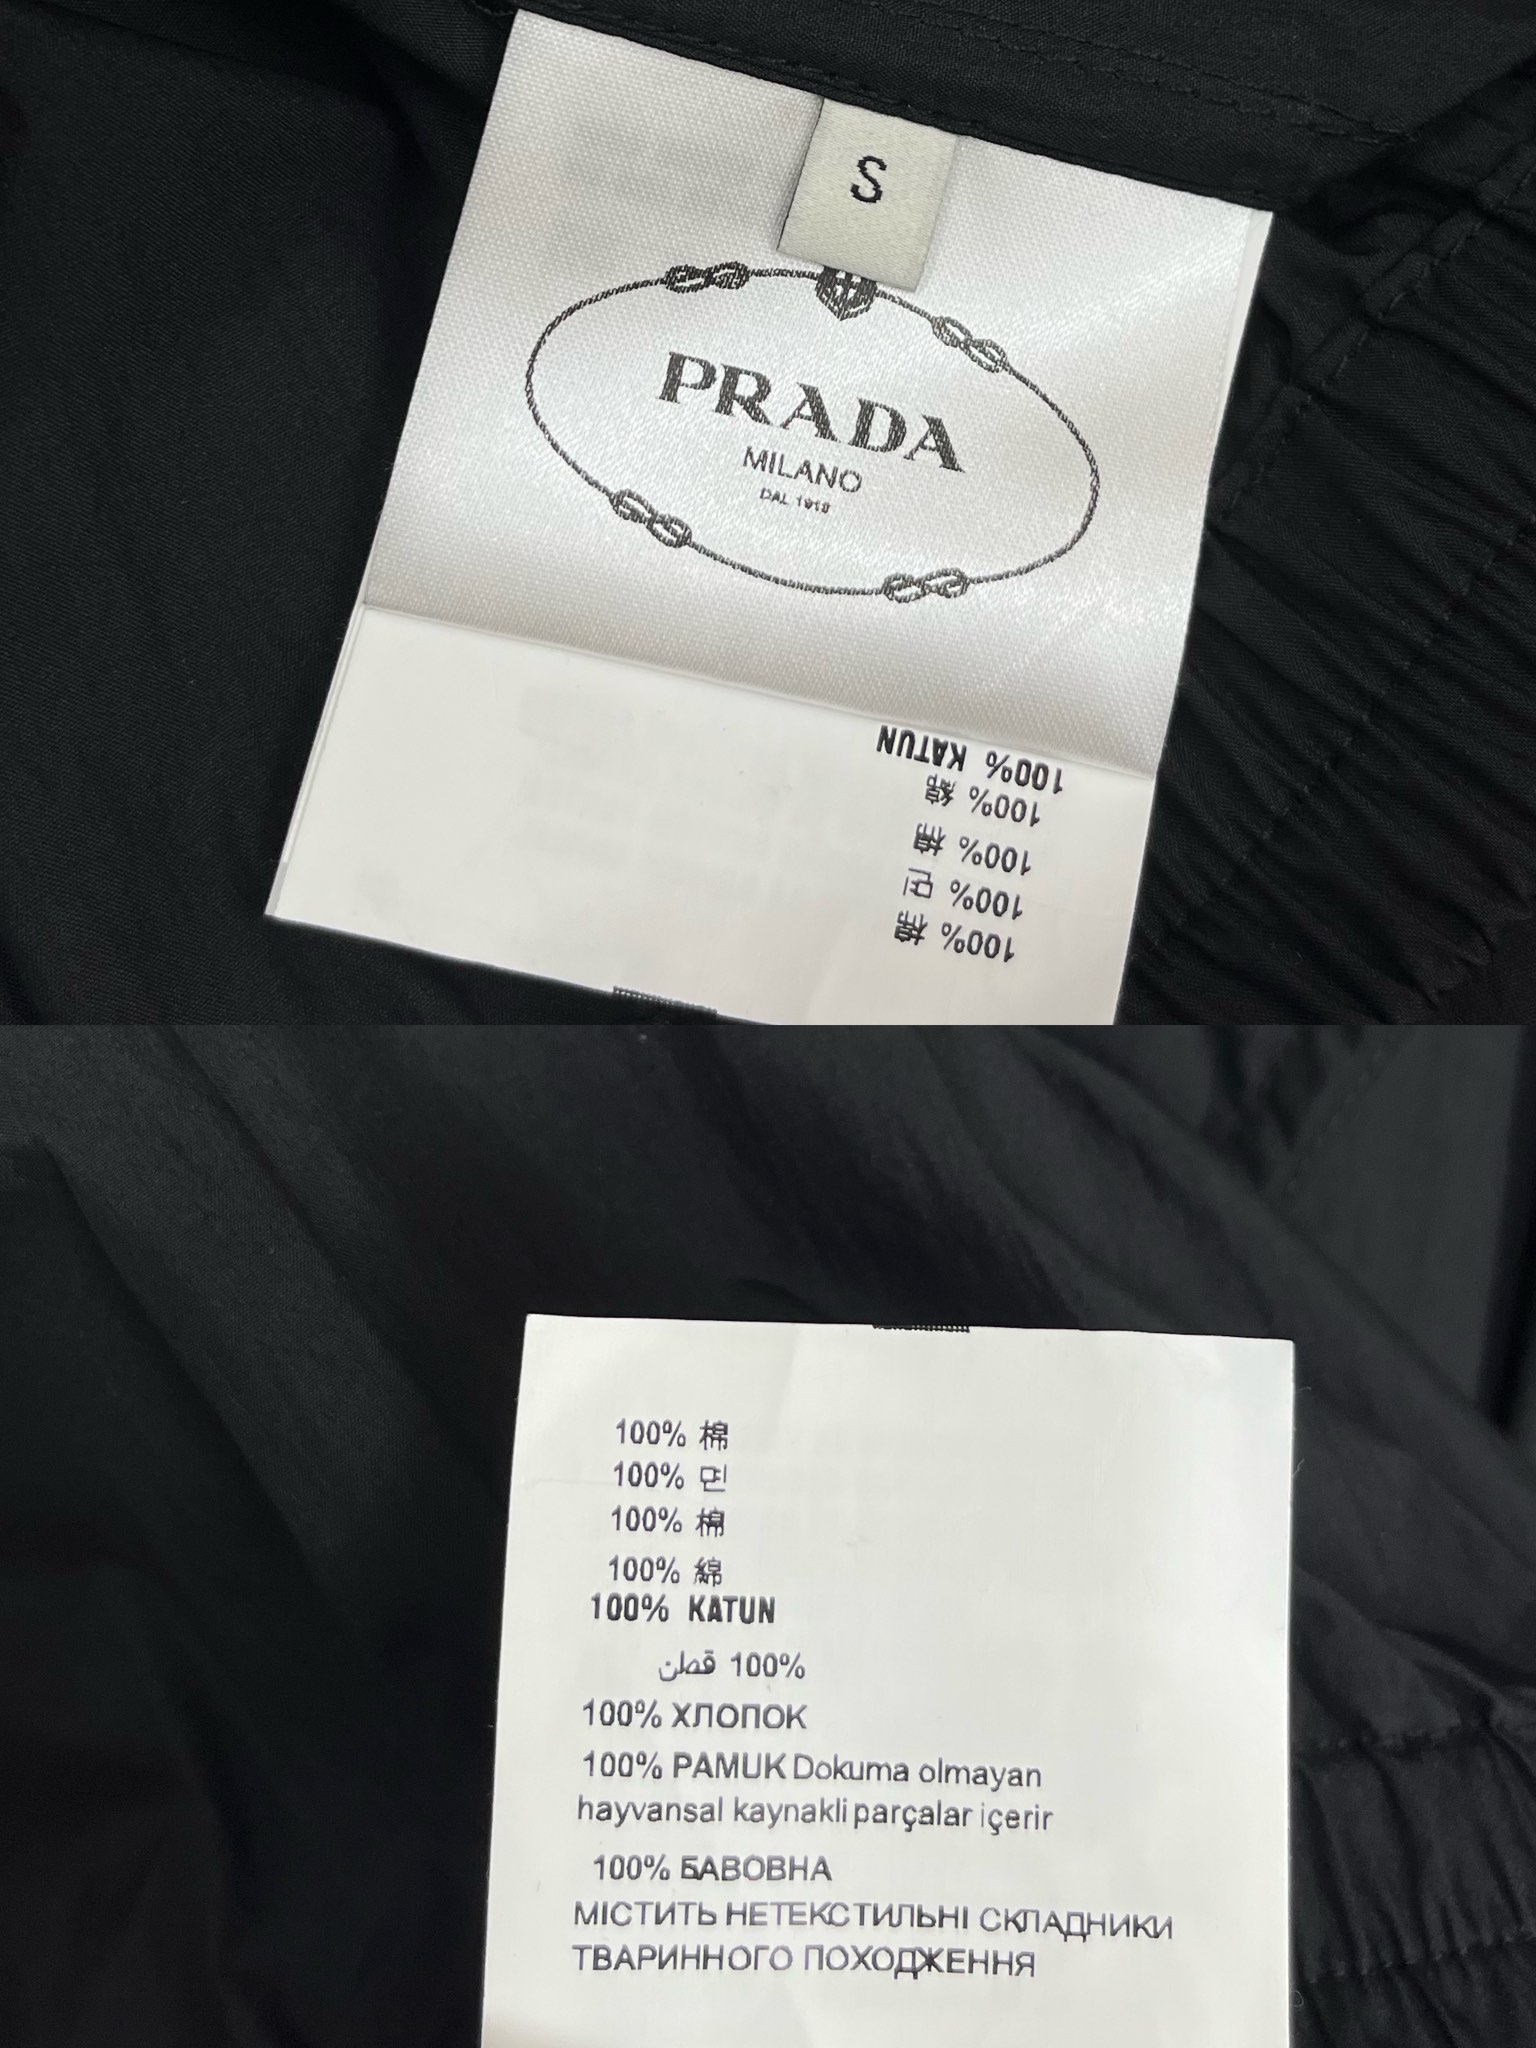 S
PRADA
MILANO
DAL 1913
100% 棉
100% 면
100% 棉
100% 綿
100% KATUN
100% 棉
100% 면
100% 棉
100% 綿
100% KATUN
100% قطن
100% ХЛОПОК
100% PAMUK Dokuma olmayan
hayvansal kaynakli parçalar içerir
100% БАВОВНА
МІСТИТЬ НЕТЕКСТИЛЬНІ СКЛАДНИКИ
ТВАРИННОГО ПОХОДЖЕННЯ